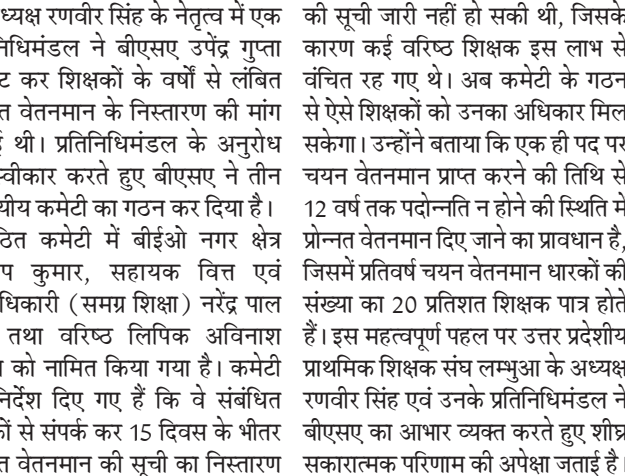 ध्यक्ष रणवीर सिंह के नेतृत्व में एक
निधिमंडल ने बीएसए उपेंद्र गुप्ता
ट कर शिक्षकों के वर्षों से लंबित
त वेतनमान के निस्तारण की मांग
ई थी। प्रतिनिधिमंडल के अनुरोध
स्वीकार करते हुए बीएसए ने तीन
यीय कमेटी का गठन कर दिया है।
ठित कमेटी में बीईओ नगर क्षेत्र
प कुमार, सहायक वित्त एवं
धिकारी (समग्र शिक्षा) नरेंद्र पाल
तथा वरिष्ठ लिपिक अविनाश
को नामित किया गया है। कमेटी
निर्देश दिए गए हैं कि वे संबंधित
कों से संपर्क कर 15 दिवस के भीतर
त वेतनमान की सूची का निस्तारण
की सूची जारी नहीं हो सकी थी, जिसके
कारण कई वरिष्ठ शिक्षक इस लाभ से
वंचित रह गए थे। अब कमेटी के गठन
से ऐसे शिक्षकों को उनका अधिकार मिल
सकेगा। उन्होंने बताया कि एक ही पद पर
चयन वेतनमान प्राप्त करने की तिथि से
12 वर्ष तक पदोन्नति न होने की स्थिति में
प्रोन्नत वेतनमान दिए जाने का प्रावधान है,
जिसमें प्रतिवर्ष चयन वेतनमान धारकों की
संख्या का 20 प्रतिशत शिक्षक पात्र होते
हैं। इस महत्वपूर्ण पहल पर उत्तर प्रदेशीय
प्राथमिक शिक्षक संघ लम्भुआ के अध्यक्ष
रणवीर सिंह एवं उनके प्रतिनिधिमंडल ने
बीएसए का आभार व्यक्त करते हुए शीघ्र
सकारात्मक परिणाम की अपेक्षा जताई है।